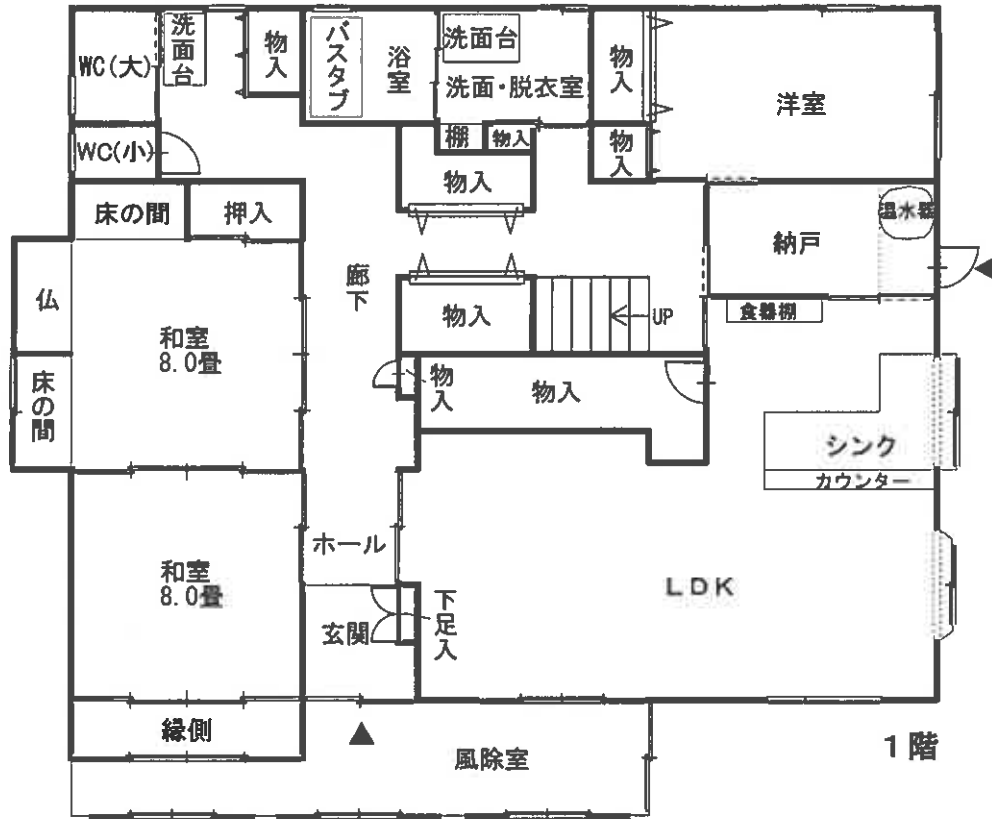 洗面台
物入
バスタブ
浴室
洗面台
洗面・脱衣室
物入
洋室
WC(大)
WC(小)
棚
物入
物入
物入
床の間
押入
温水器
納戸
仏
廊下
物入
UP
食器棚
和室
8.0畳
床の間
物入
物入
シンク
カウンター
ホール
和室
8.0畳
LDK
下足入
玄関
縁側
風除室
1階